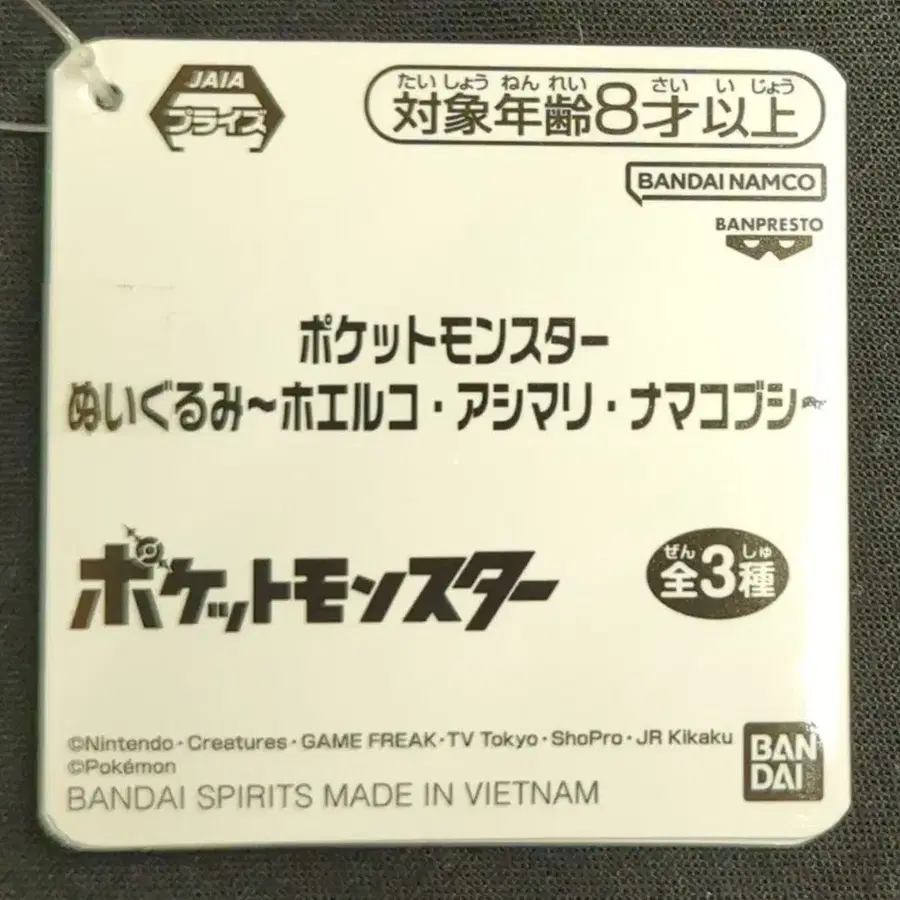 JAIA
プライズ
たいしょうねんれい さいいじょう
対象年齢8才以上
BANDAI NAMCO
BANPRESTO
ポケットモンスター
ぬいぐるみ~ホエルコ・アシマリ・ナマコブシ~
ポケットモンスター
ぜん しゅ
全3種
©Nintendo・Creatures・GAME FREAK・TV Tokyo・ShoPro・JR Kikaku
©Pokémon
BANDAI SPIRITS MADE IN VIETNAM
BAN
DAI